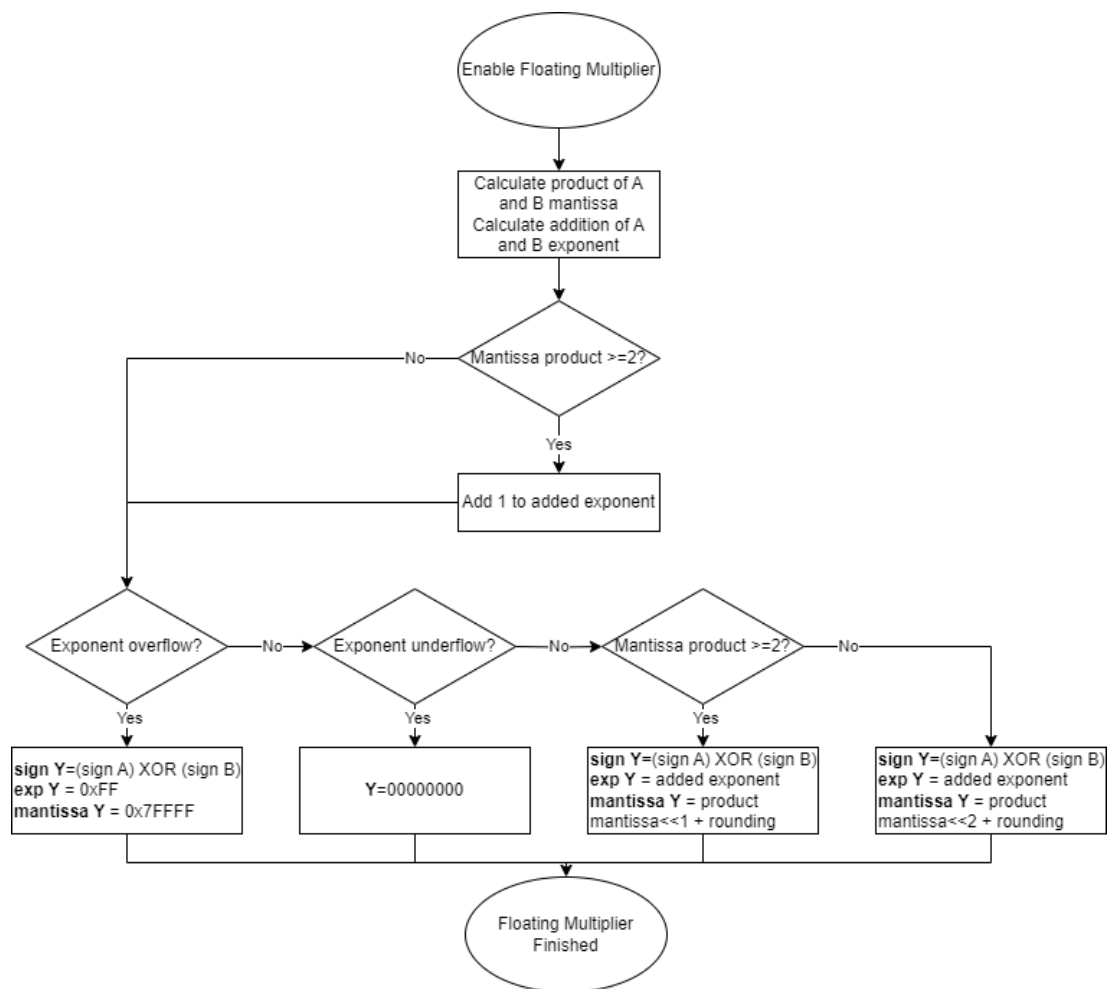 Enable Floating Multiplier
Calculate product of A
and B mantissa
Calculate addition of A
and B exponent
Mantissa product >=2?
No
Yes
Add 1 to added exponent
Exponent overflow?
No
Exponent underflow?
No
Mantissa product >=2?
No
Yes
Yes
Yes
sign Y=(sign A) XOR (sign B)
exp Y = 0xFF
mantissa Y = 0x7FFFF
Y=00000000
sign Y=(sign A) XOR (sign B)
exp Y = added exponent
mantissa Y = product
mantissa<<1 + rounding
sign Y=(sign A) XOR (sign B)
exp Y = added exponent
mantissa Y = product
mantissa<<2 + rounding
Floating Multiplier
Finished